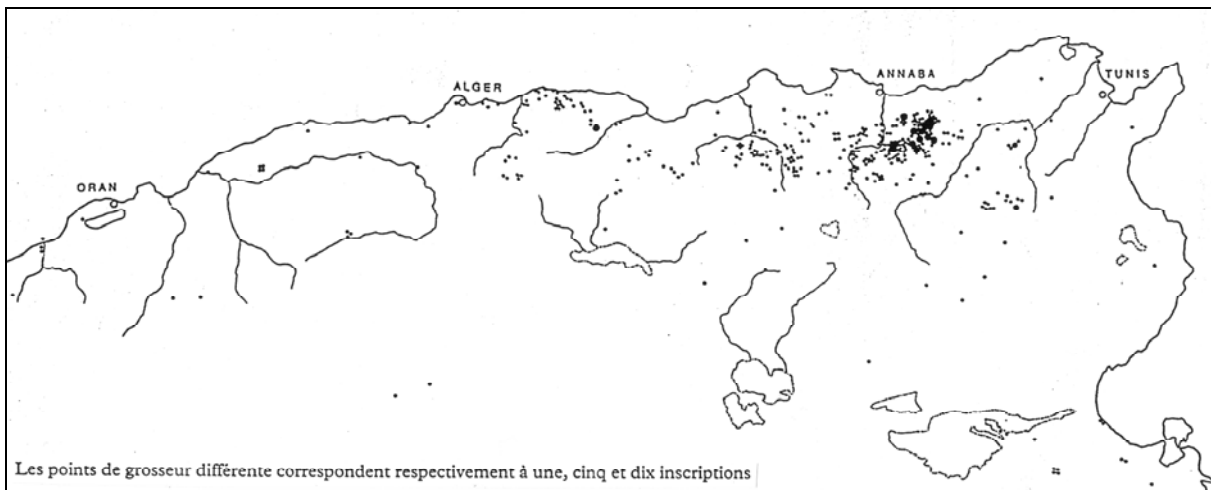 ALGER
ANNABA
TUNIS
ORAN
Les points de grosseur différente correspondent respectivement à une, cinq et dix inscriptions